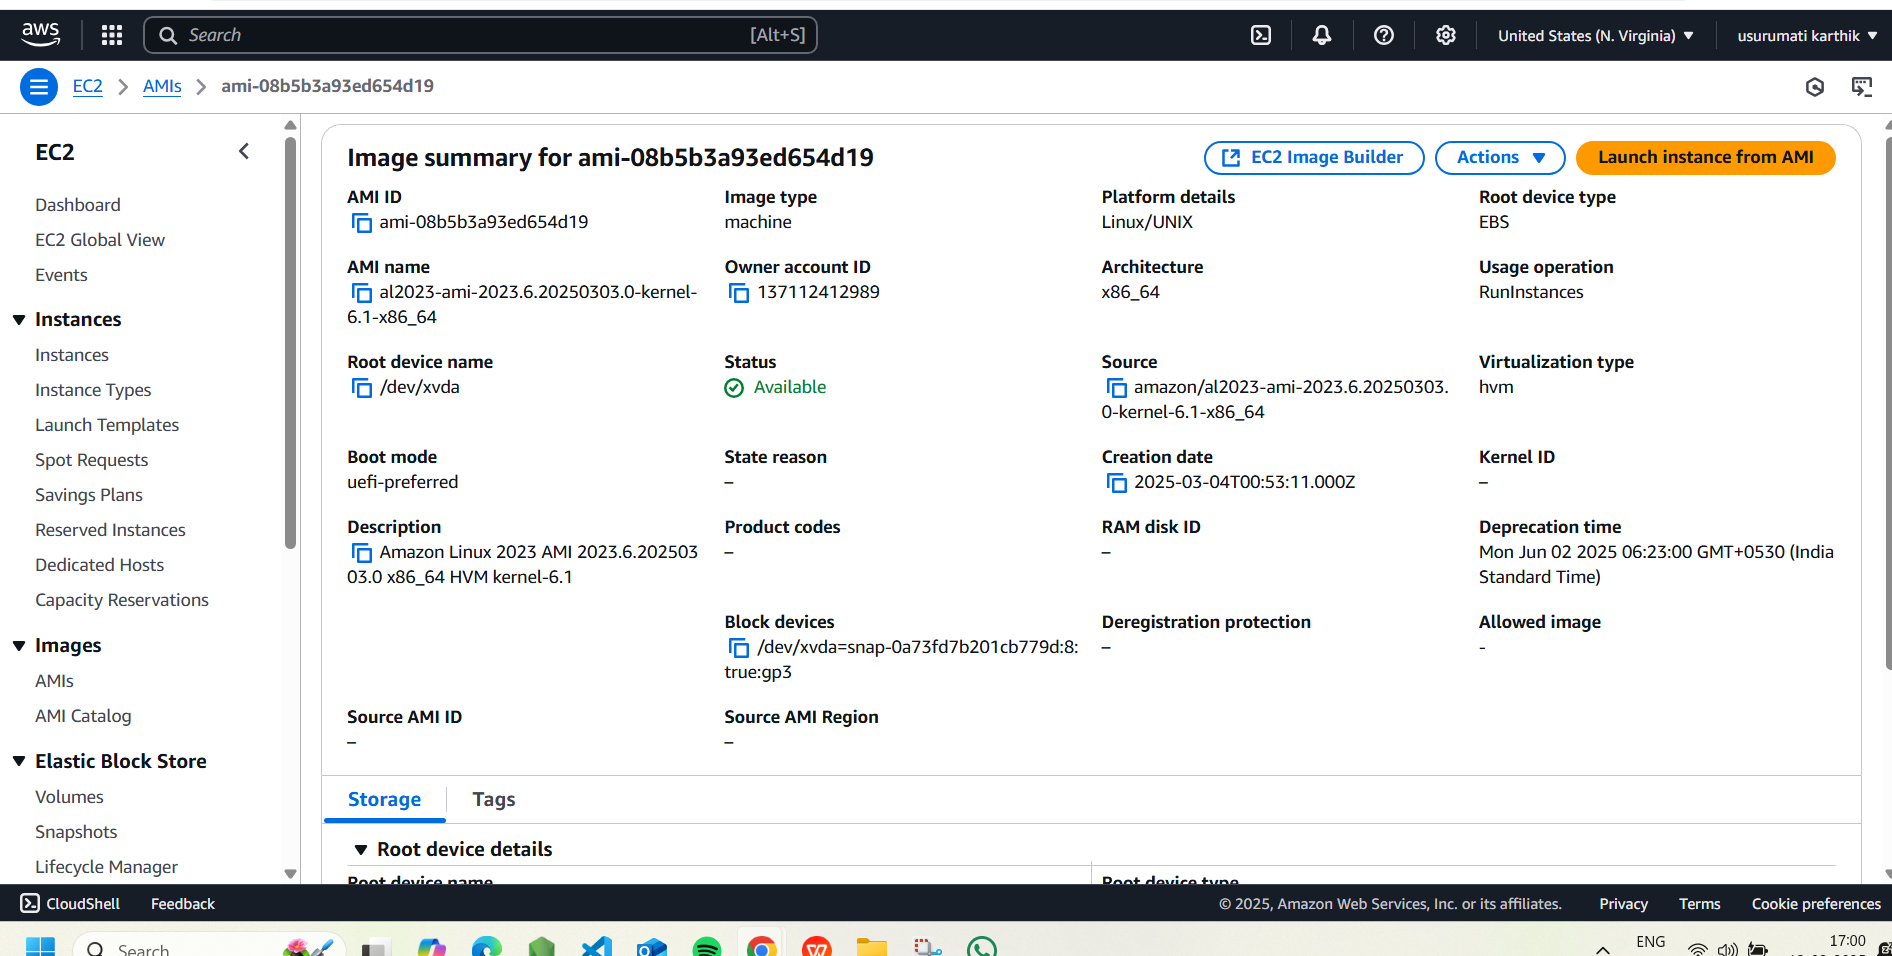 aws
Search
[Alt+S]
United States (N. Virginia)
usurumati karthik
EC2
AMIs
ami-08b5b3a93ed654d19
EC2
Dashboard
EC2 Global View
Events
Instances
Instances
Instance Types
Launch Templates
Spot Requests
Savings Plans
Reserved Instances
Dedicated Hosts
Capacity Reservations
Images
AMIs
AMI Catalog
Elastic Block Store
Volumes
Snapshots
Lifecycle Manager
Image summary for ami-08b5b3a93ed654d19
EC2 Image Builder
Actions
Launch instance from AMI
AMI ID
ami-08b5b3a93ed654d19
Image type
machine
Platform details
Linux/UNIX
Root device type
EBS
AMI name
al2023-ami-2023.6.20250303.0-kernel-
6.1-x86_64
Owner account ID
137112412989
Architecture
x86_64
Usage operation
RunInstances
Root device name
/dev/xvda
Status
Available
Source
amazon/al2023-ami-2023.6.20250303.
0-kernel-6.1-x86_64
Virtualization type
hvm
Boot mode
uefi-preferred
State reason
–
Creation date
2025-03-04T00:53:11.000Z
Kernel ID
–
Description
Amazon Linux 2023 AMI 2023.6.202503
03.0 x86_64 HVM kernel-6.1
Product codes
–
RAM disk ID
–
Deprecation time
Mon Jun 02 2025 06:23:00 GMT+0530 (India
Standard Time)
Block devices
/dev/xvda=snap-0a73fd7b201cb779d:8:
true:gp3
Deregistration protection
–
Allowed image
-
Source AMI ID
–
Source AMI Region
–
Storage
Tags
Root device details
Root device name
Root device type
CloudShell
Feedback
© 2025, Amazon Web Services, Inc. or its affiliates.
Privacy
Terms
Cookie preferences
Search
ENG
17:00